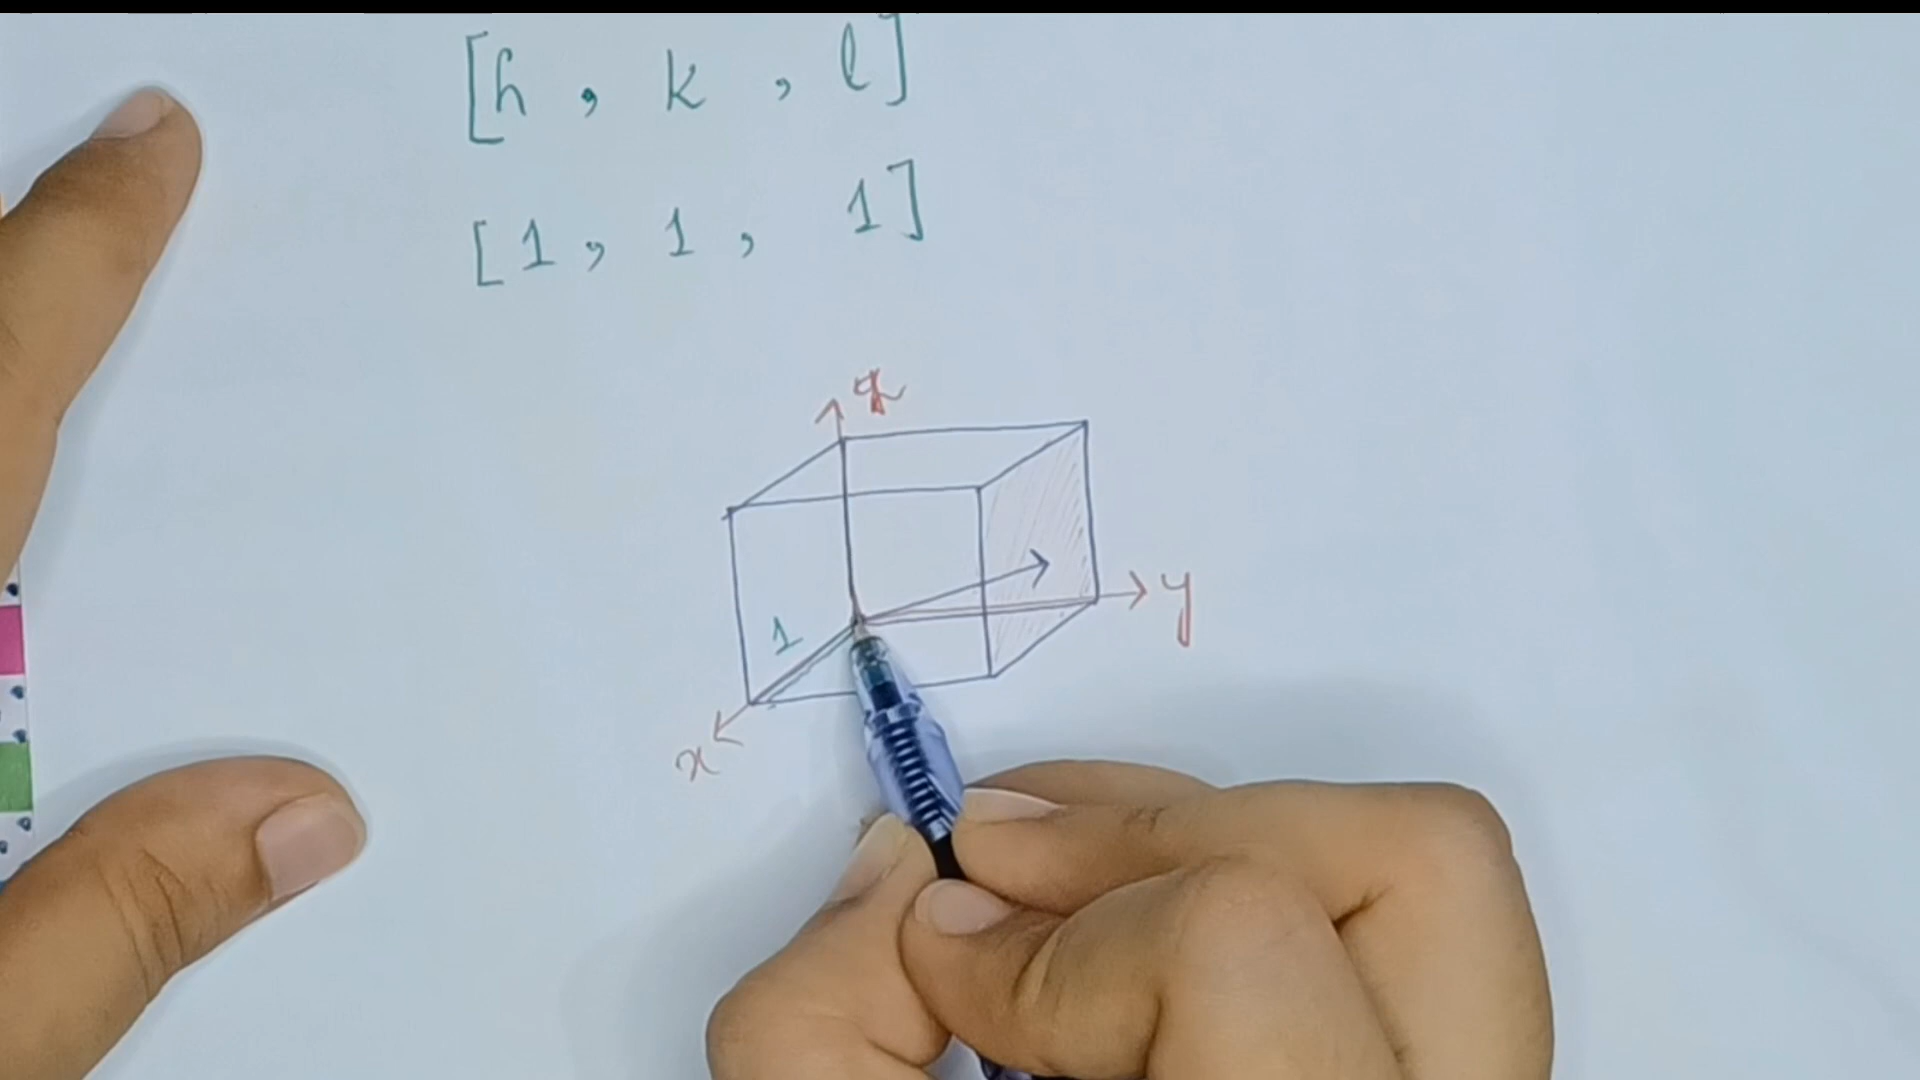 [h , k , l]
[1 , 1 , 1]
z
1
y
x